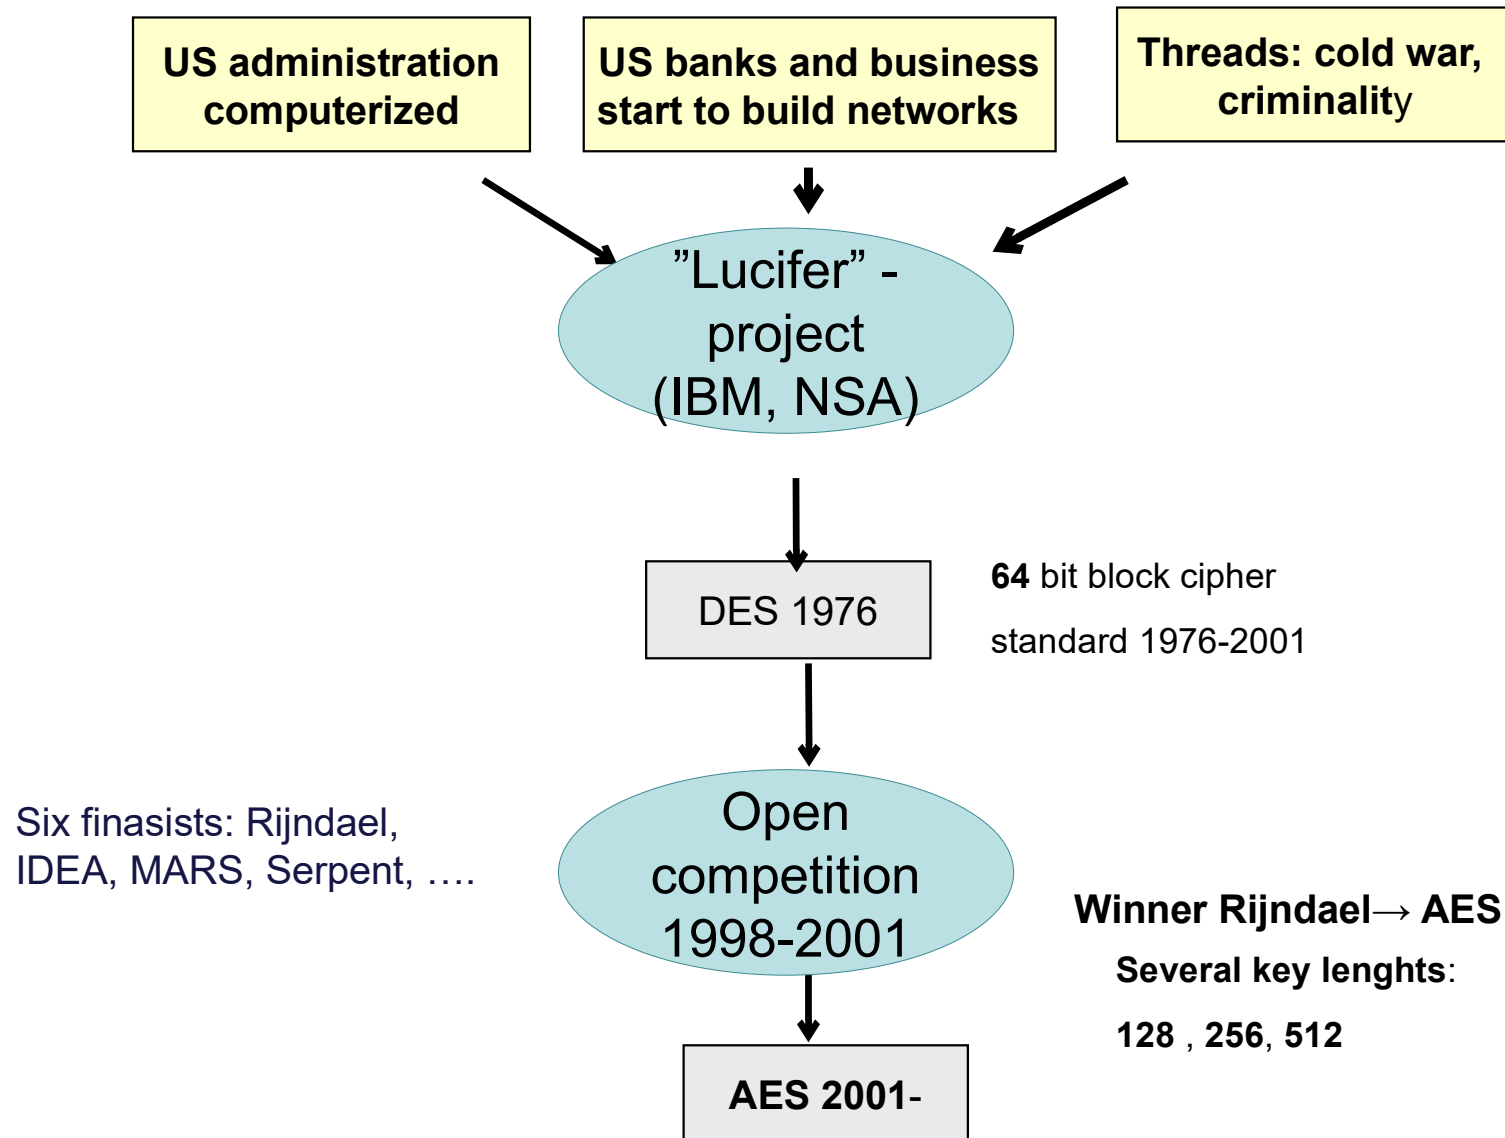 US administration
computerized
US banks and business
start to build networks
Threads: cold war,
criminality
”Lucifer” -
project
(IBM, NSA)
DES 1976
64 bit block cipher
standard 1976-2001
Six finasists: Rijndael,
IDEA, MARS, Serpent, ….
Open
competition
1998-2001
Winner Rijndael→ AES
Several key lenghts:
128 , 256, 512
AES 2001-